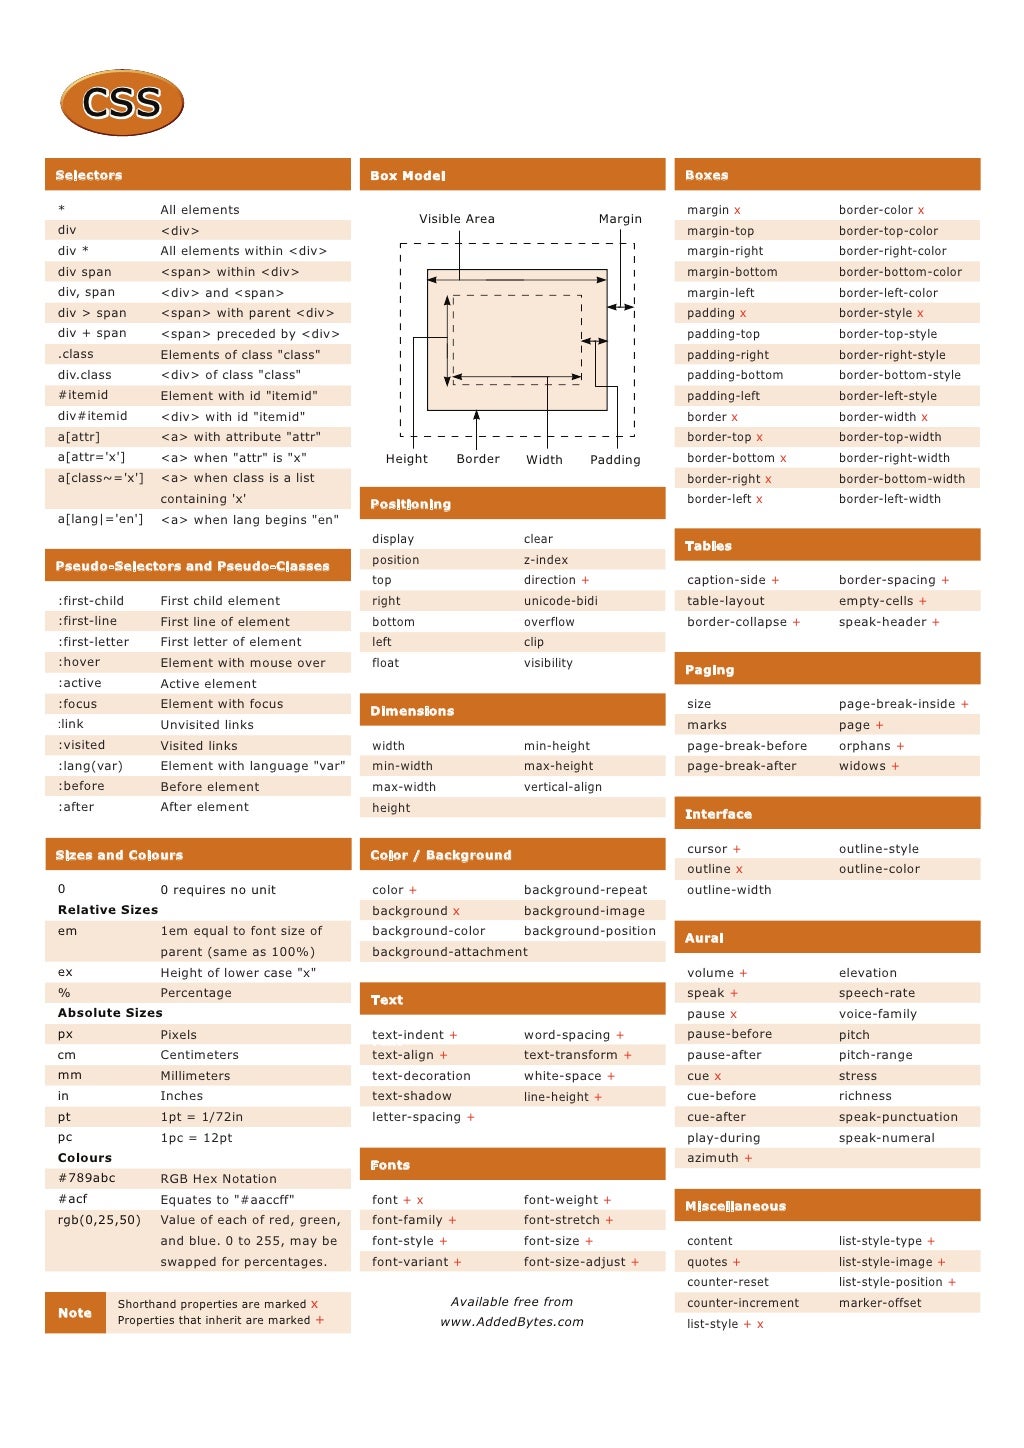 CSS
Selectors
* All elements
div <div>
div * All elements within <div>
div span <span> within <div>
div, span <div> and <span>
div > span <span> with parent <div>
div + span <span> preceded by <div>
.class Elements of class "class"
div.class <div> of class "class"
#itemid Element with id "itemid"
div#itemid <div> with id "itemid"
a[attr] <a> with attribute "attr"
a[attr='x'] <a> when "attr" is "x"
a[class~='x'] <a> when class is a list
containing 'x'
a[lang|='en'] <a> when lang begins "en"
Pseudo-Selectors and Pseudo-Classes
:first-child First child element
:first-line First line of element
:first-letter First letter of element
:hover Element with mouse over
:active Active element
:focus Element with focus
:link Unvisited links
:visited Visited links
:lang(var) Element with language "var"
:before Before element
:after After element
Sizes and Colours
0 0 requires no unit
Relative Sizes
em 1em equal to font size of
parent (same as 100%)
ex Height of lower case "x"
% Percentage
Absolute Sizes
px Pixels
cm Centimeters
mm Millimeters
in Inches
pt 1pt = 1/72in
pc 1pc = 12pt
Colours
#789abc RGB Hex Notation
#acf Equates to "#aaccff"
rgb(0,25,50) Value of each of red, green,
and blue. 0 to 255, may be
swapped for percentages.
Note
Shorthand properties are marked x
Properties that inherit are marked +
Box Model
Visible Area Margin
Height Border Width Padding
Positioning
display clear
position z-index
top direction +
right unicode-bidi
bottom overflow
left clip
float visibility
Dimensions
width min-height
min-width max-height
max-width vertical-align
height
Color / Background
color + background-repeat
background x background-image
background-color background-position
background-attachment
Text
text-indent + word-spacing +
text-align + text-transform +
text-decoration white-space +
text-shadow line-height +
letter-spacing +
Fonts
font + x font-weight +
font-family + font-stretch +
font-style + font-size +
font-variant + font-size-adjust +
Available free from
www.AddedBytes.com
Boxes
margin x border-color x
margin-top border-top-color
margin-right border-right-color
margin-bottom border-bottom-color
margin-left border-left-color
padding x border-style x
padding-top border-top-style
padding-right border-right-style
padding-bottom border-bottom-style
padding-left border-left-style
border x border-width x
border-top x border-top-width
border-bottom x border-right-width
border-right x border-bottom-width
border-left x border-left-width
Tables
caption-side + border-spacing +
table-layout empty-cells +
border-collapse + speak-header +
Paging
size page-break-inside +
marks page +
page-break-before orphans +
page-break-after widows +
Interface
cursor + outline-style
outline x outline-color
outline-width
Aural
volume + elevation
speak + speech-rate
pause x voice-family
pause-before pitch
pause-after pitch-range
cue x stress
cue-before richness
cue-after speak-punctuation
play-during speak-numeral
azimuth +
Miscellaneous
content list-style-type +
quotes + list-style-image +
counter-reset list-style-position +
counter-increment marker-offset
list-style + x